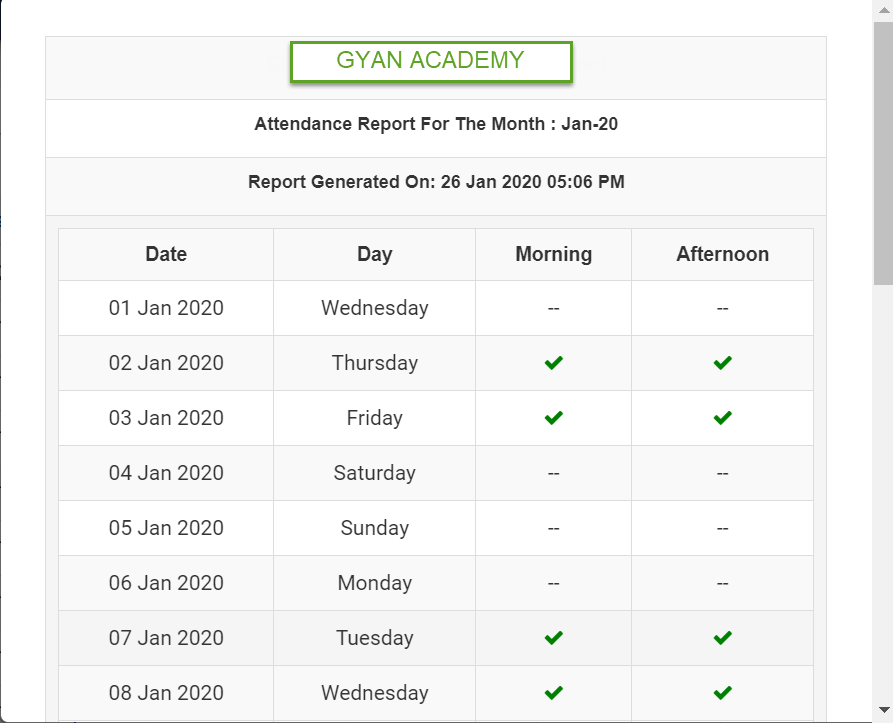 GYAN ACADEMY
Attendance Report For The Month : Jan-20
Report Generated On: 26 Jan 2020 05:06 PM
Date Day Morning Afternoon
01 Jan 2020 Wednesday -- --
02 Jan 2020 Thursday ✔ ✔
03 Jan 2020 Friday ✔ ✔
04 Jan 2020 Saturday -- --
05 Jan 2020 Sunday -- --
06 Jan 2020 Monday -- --
07 Jan 2020 Tuesday ✔ ✔
08 Jan 2020 Wednesday ✔ ✔